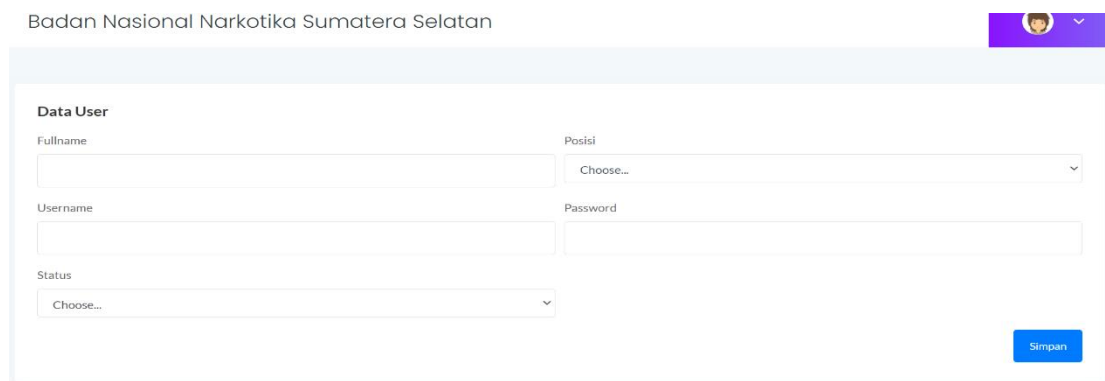 Badan Nasional Narkotika Sumatera Selatan
Data User
Fullname
Posisi
Choose...
Username
Password
Status
Choose...
Simpan